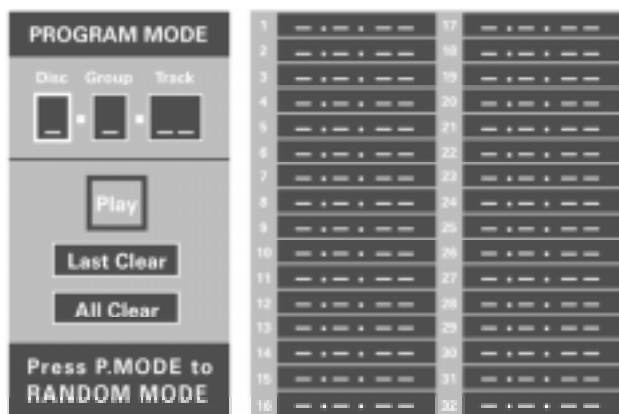 PROGRAM MODE
Disc Group Track
_ . _ . _ _
Play
Last Clear
All Clear
Press P.MODE to
RANDOM MODE
1 _ . _ . _ _ 17 _ . _ . _ _
2 _ . _ . _ _ 18 _ . _ . _ _
3 _ . _ . _ _ 19 _ . _ . _ _
4 _ . _ . _ _ 20 _ . _ . _ _
5 _ . _ . _ _ 21 _ . _ . _ _
6 _ . _ . _ _ 22 _ . _ . _ _
7 _ . _ . _ _ 23 _ . _ . _ _
8 _ . _ . _ _ 24 _ . _ . _ _
9 _ . _ . _ _ 25 _ . _ . _ _
10 _ . _ . _ _ 26 _ . _ . _ _
11 _ . _ . _ _ 27 _ . _ . _ _
12 _ . _ . _ _ 28 _ . _ . _ _
13 _ . _ . _ _ 29 _ . _ . _ _
14 _ . _ . _ _ 30 _ . _ . _ _
15 _ . _ . _ _ 31 _ . _ . _ _
16 _ . _ . _ _ 32 _ . _ . _ _